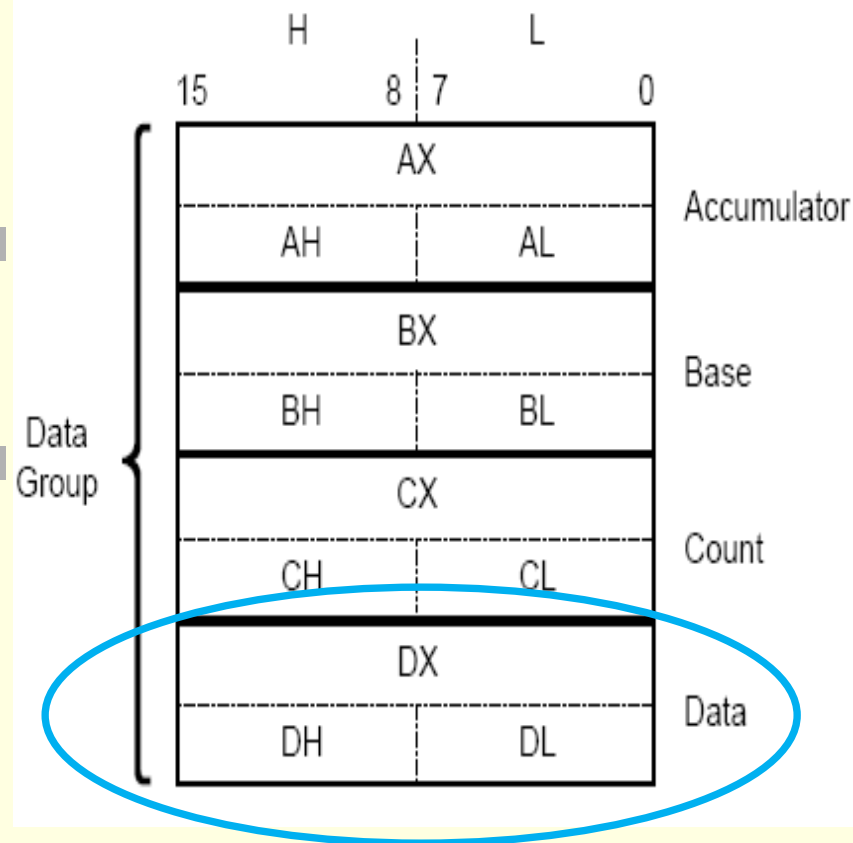 H L
15 8 7 0
AX
Accumulator
AH AL
BX
Base
BH BL
Data
Group
CX
Count
CH CL
DX
Data
DH DL